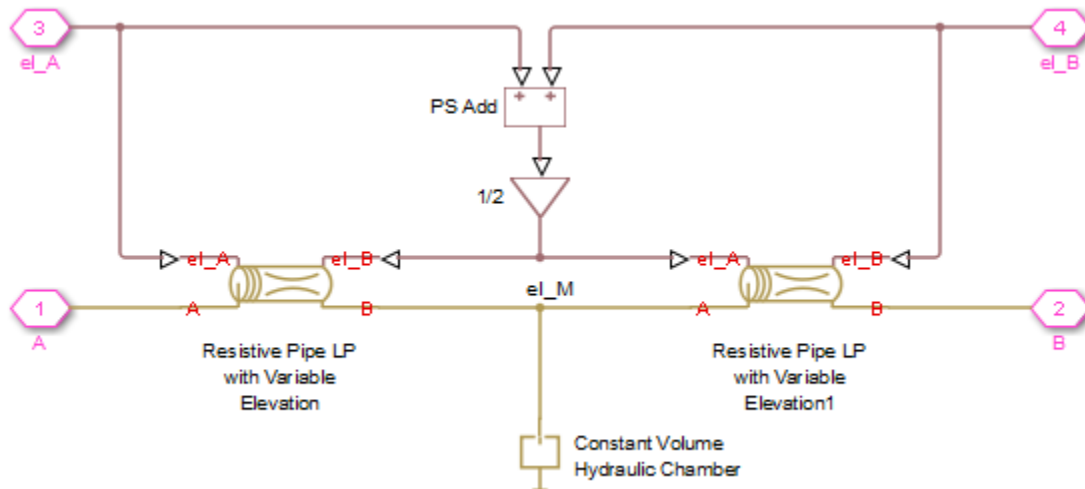 3
4
el_A
el_B
+ +
PS Add
1/2
el_A
el_B
el_A
el_B
el_M
1
A
B
A
B
2
A
B
Resistive Pipe LP
with Variable
Elevation
Resistive Pipe LP
with Variable
Elevation1
Constant Volume
Hydraulic Chamber